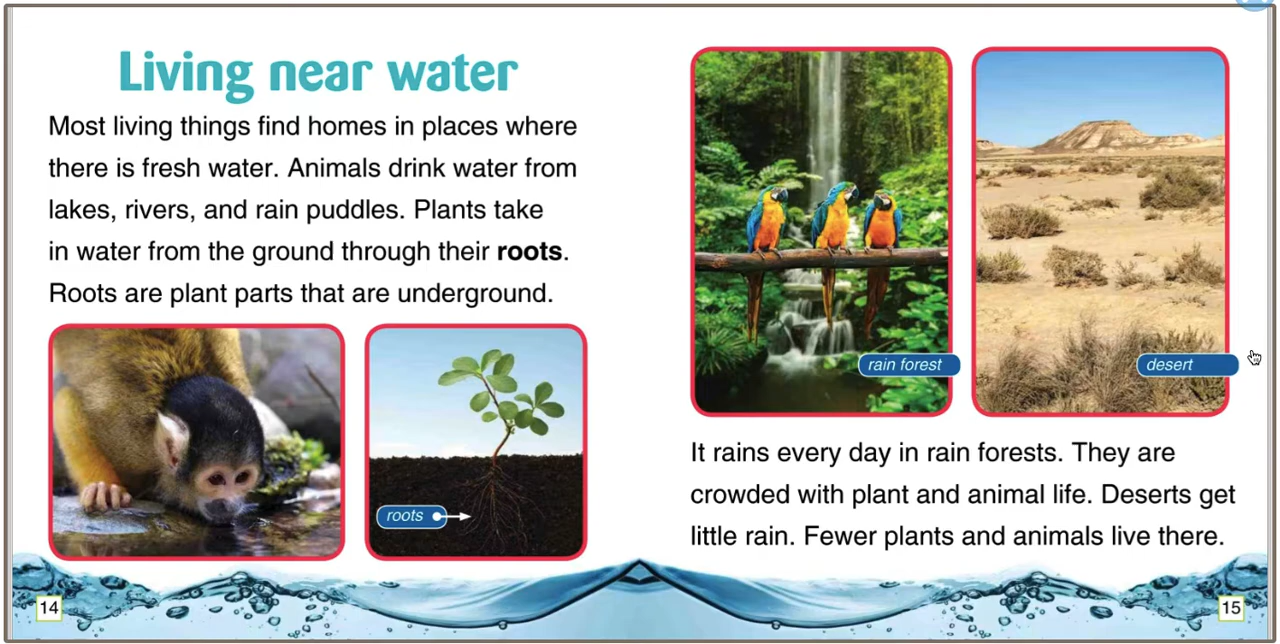 Living near water
Most living things find homes in places where
there is fresh water. Animals drink water from
lakes, rivers, and rain puddles. Plants take
in water from the ground through their roots.
Roots are plant parts that are underground.
roots
14
rain forest
desert
It rains every day in rain forests. They are
crowded with plant and animal life. Deserts get
little rain. Fewer plants and animals live there.
15